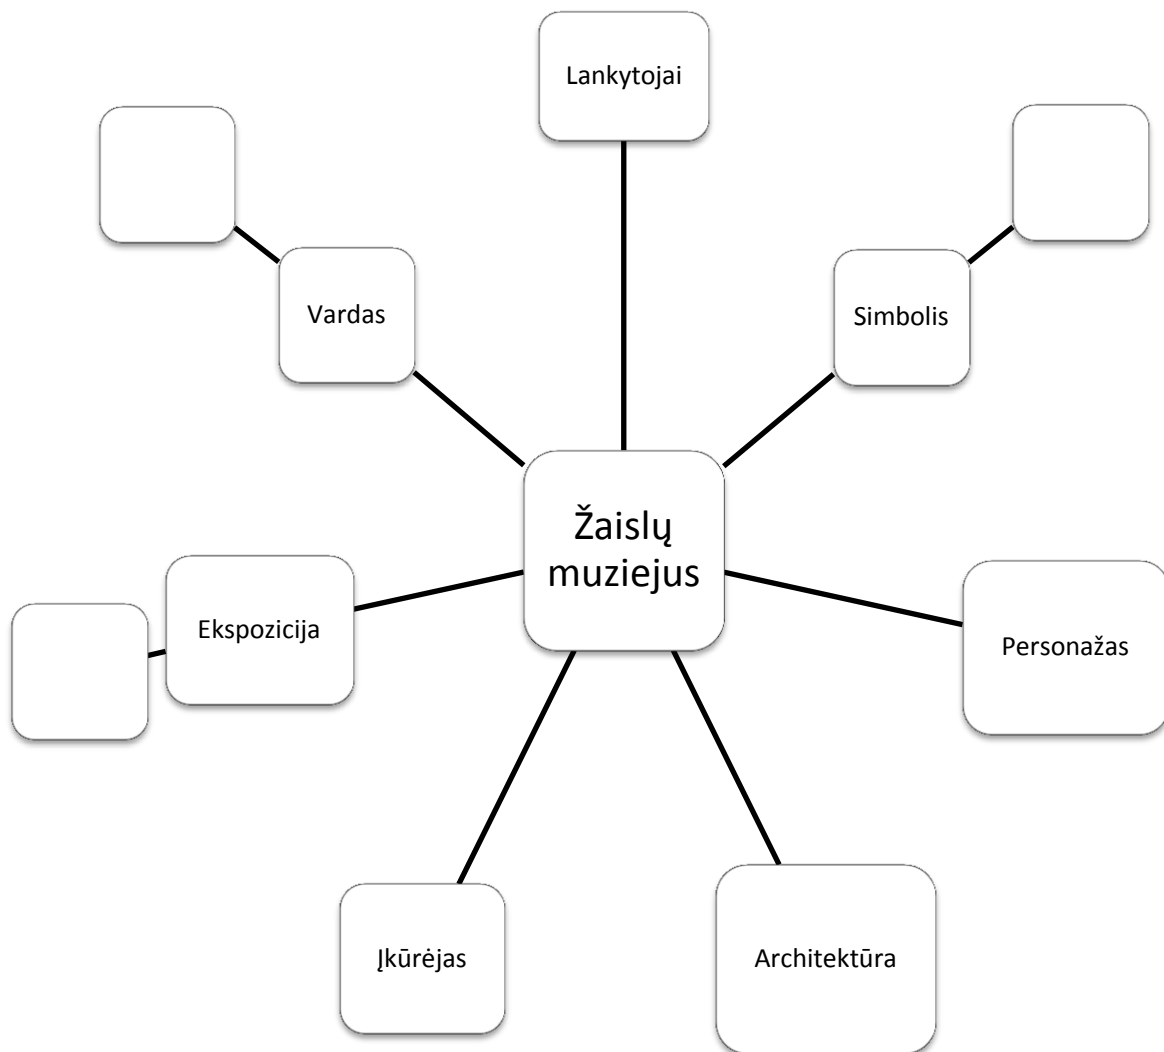 Lankytojai
Vardas
Simbolis
Žaislų
muziejus
Ekspozicija
Personažas
Įkūrėjas
Architektūra